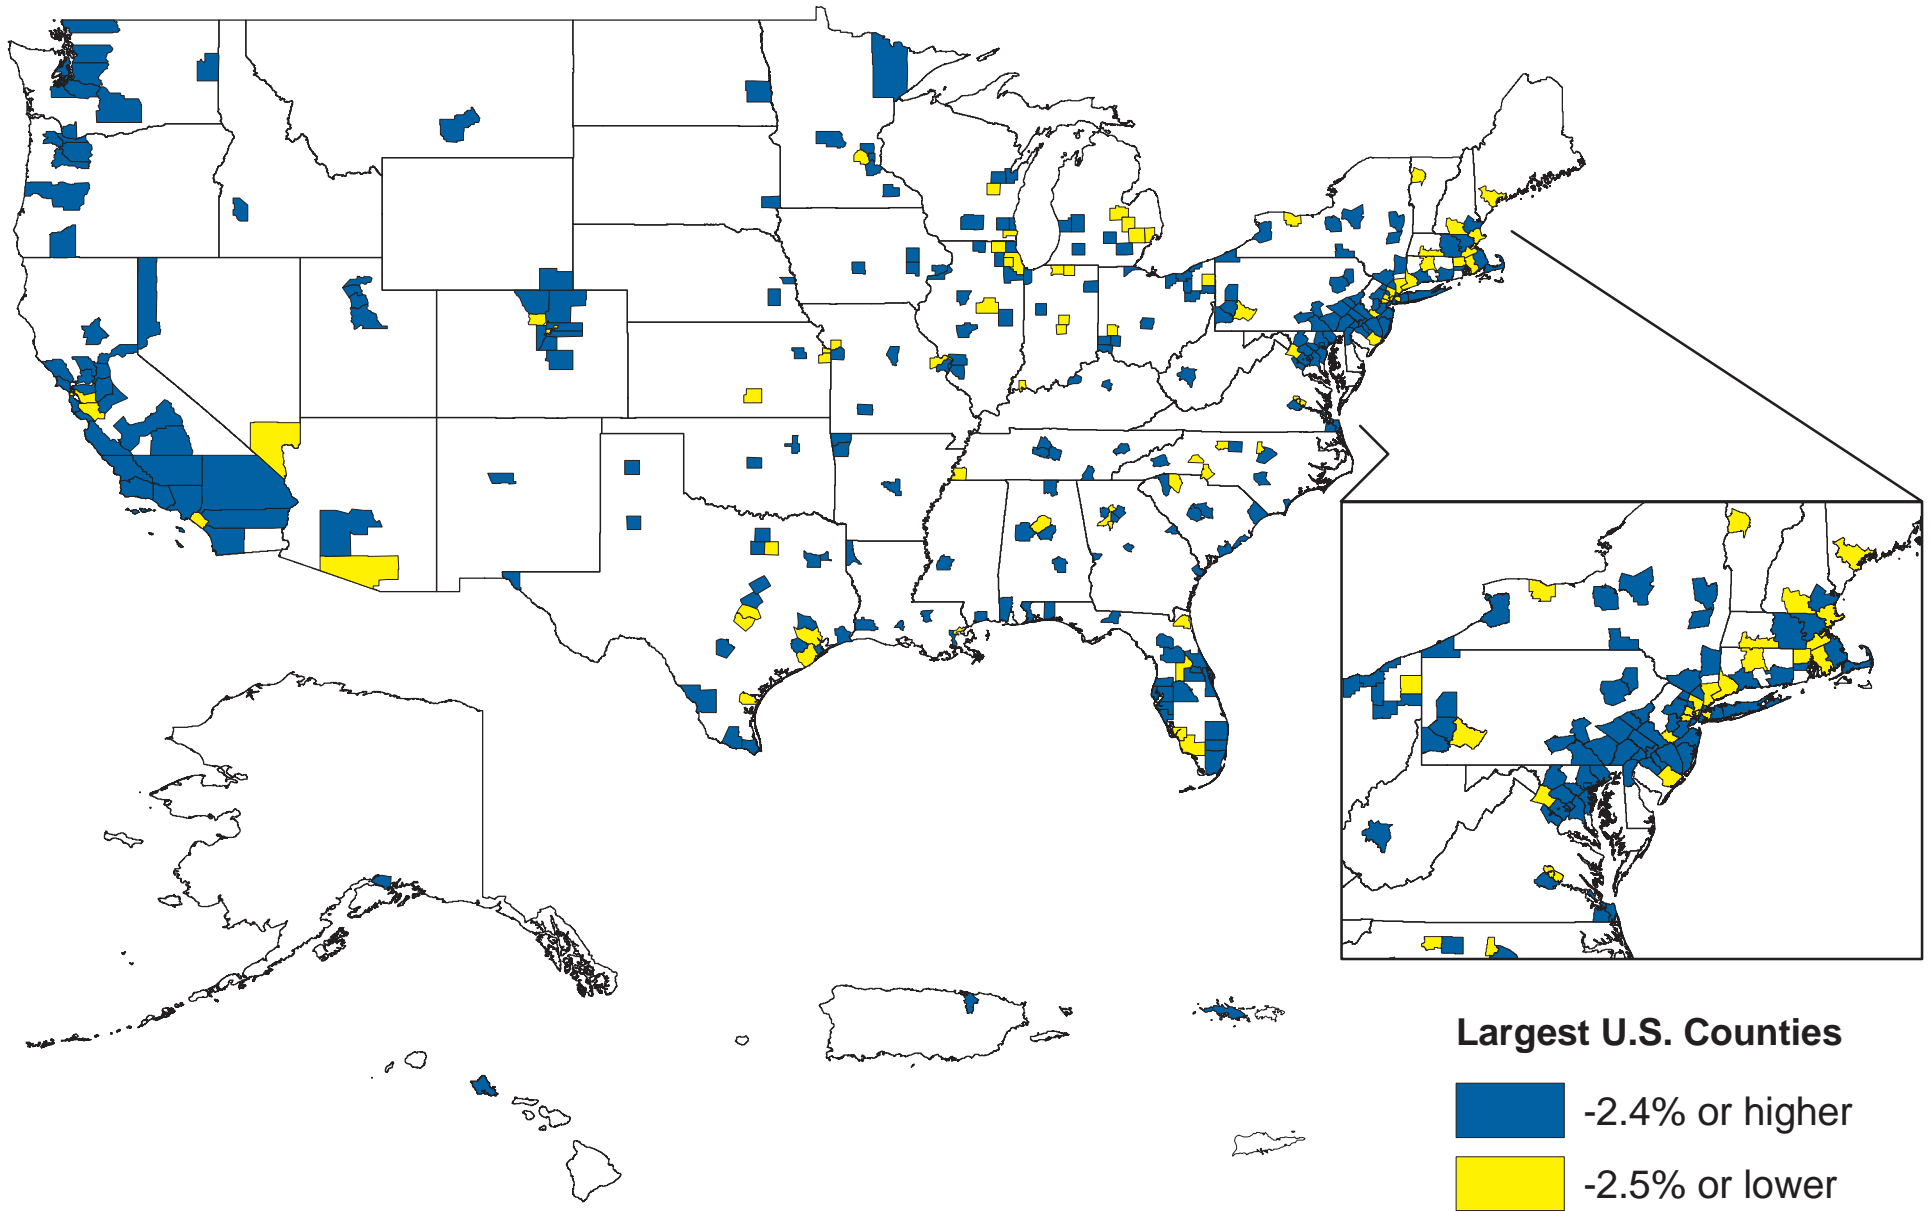 Largest U.S. Counties
-2.4% or higher
-2.5% or lower